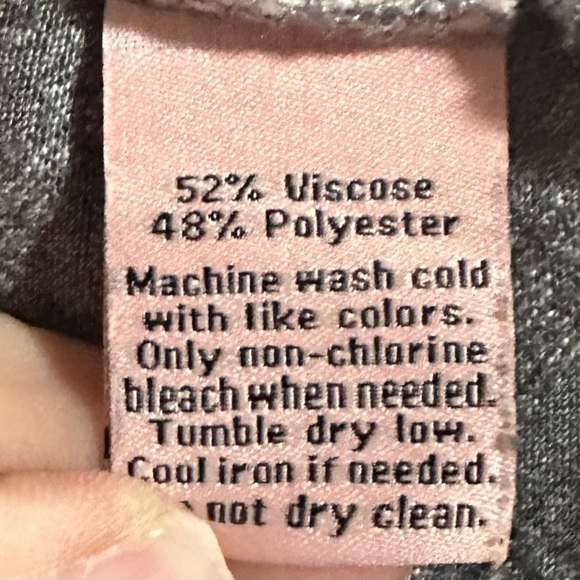 52% Viscose
48% Polyester
Machine wash cold
with like colors.
Only non-chlorine
bleach when needed.
Tumble dry low.
Cool iron if needed.
not dry clean.